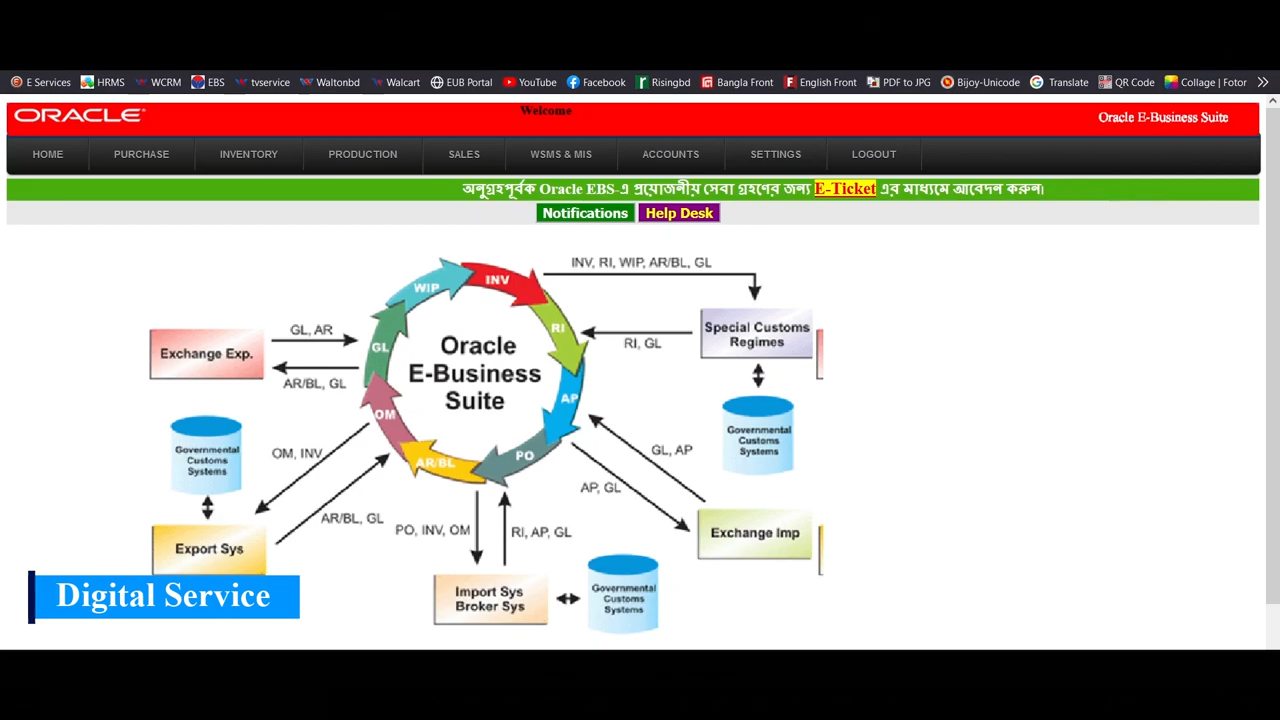 E Services HRMS WCRM EBS tvservice Waltonbd Walcart EUB Portal YouTube Facebook Risingbd Bangla Front English Front PDF to JPG Bijoy-Unicode Translate QR Code Collage | Fotor
ORACLE Welcome Oracle E-Business Suite
HOME PURCHASE INVENTORY PRODUCTION SALES WSMS & MIS ACCOUNTS SETTINGS LOGOUT
অনুগ্রহপূর্বক Oracle EBS-এ প্রয়োজনীয় সেবা গ্রহণের জন্য E-Ticket এর মাধ্যমে আবেদন করুন।
Notifications Help Desk
INV, RI, WIP, AR/BL, GL
WIP
INV
RI
AP
PO
AR/BL
OM
GL
Oracle
E-Business
Suite
Special Customs
Regimes
RI, GL
Governmental
Customs
Systems
GL, AR
Exchange Exp.
AR/BL, GL
Governmental
Customs
Systems
OM, INV
AR/BL, GL
Export Sys
PO, INV, OM
RI, AP, GL
GL, AP
AP, GL
Exchange Imp
Import Sys
Broker Sys
Governmental
Customs
Systems
Digital Service